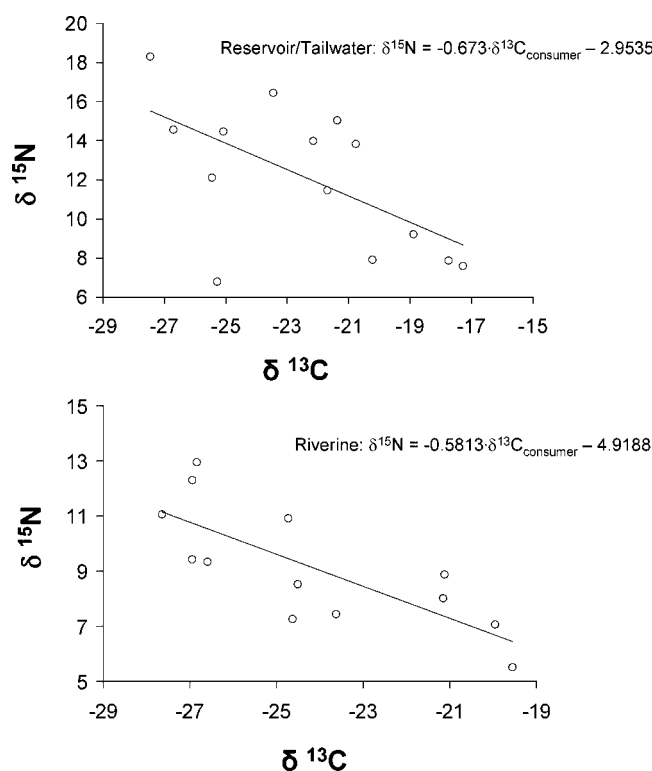 20
18
16
14
12
10
8
6
δ ¹⁵N
Reservoir/Tailwater: δ¹⁵N = -0.673·δ¹³C_consumer – 2.9535
-29 -27 -25 -23 -21 -19 -17 -15
δ ¹³C
15
13
11
9
7
5
δ ¹⁵N
Riverine: δ¹⁵N = -0.5813·δ¹³C_consumer – 4.9188
-29 -27 -25 -23 -21 -19
δ ¹³C